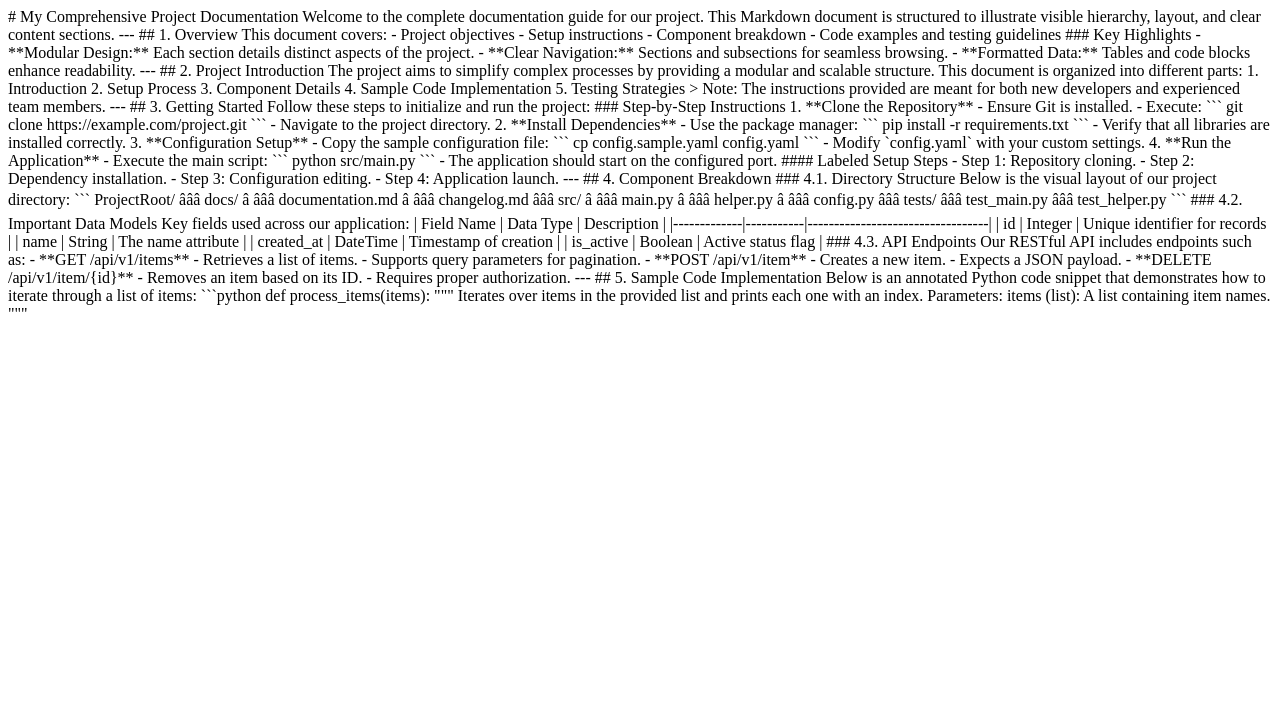 # My Comprehensive Project Documentation Welcome to the complete documentation guide for our project. This Markdown document is structured to illustrate visible hierarchy, layout, and clear
content sections. --- ## 1. Overview This document covers: - Project objectives - Setup instructions - Component breakdown - Code examples and testing guidelines ### Key Highlights -
**Modular Design:** Each section details distinct aspects of the project. - **Clear Navigation:** Sections and subsections for seamless browsing. - **Formatted Data:** Tables and code blocks
enhance readability. --- ## 2. Project Introduction The project aims to simplify complex processes by providing a modular and scalable structure. This document is organized into different parts: 1.
Introduction 2. Setup Process 3. Component Details 4. Sample Code Implementation 5. Testing Strategies > Note: The instructions provided are meant for both new developers and experienced
team members. --- ## 3. Getting Started Follow these steps to initialize and run the project: ### Step-by-Step Instructions 1. **Clone the Repository** - Ensure Git is installed. - Execute: ``` git
clone https://example.com/project.git ``` - Navigate to the project directory. 2. **Install Dependencies** - Use the package manager: ``` pip install -r requirements.txt ``` - Verify that all libraries are
installed correctly. 3. **Configuration Setup** - Copy the sample configuration file: ``` cp config.sample.yaml config.yaml ``` - Modify `config.yaml` with your custom settings. 4. **Run the
Application** - Execute the main script: ``` python src/main.py ``` - The application should start on the configured port. #### Labeled Setup Steps - Step 1: Repository cloning. - Step 2:
Dependency installation. - Step 3: Configuration editing. - Step 4: Application launch. --- ## 4. Component Breakdown ### 4.1. Directory Structure Below is the visual layout of our project
directory: ``` ProjectRoot/ âââ docs/ â âââ documentation.md â âââ changelog.md âââ src/ â âââ main.py â âââ helper.py â âââ config.py âââ tests/ âââ test_main.py âââ test_helper.py ``` ### 4.2.
Important Data Models Key fields used across our application: | Field Name | Data Type | Description | |-------------|-----------|----------------------------------| | id | Integer | Unique identifier for records
| | name | String | The name attribute | | created_at | DateTime | Timestamp of creation | | is_active | Boolean | Active status flag | ### 4.3. API Endpoints Our RESTful API includes endpoints such
as: - **GET /api/v1/items** - Retrieves a list of items. - Supports query parameters for pagination. - **POST /api/v1/item** - Creates a new item. - Expects a JSON payload. - **DELETE
/api/v1/item/{id}** - Removes an item based on its ID. - Requires proper authorization. --- ## 5. Sample Code Implementation Below is an annotated Python code snippet that demonstrates how to
iterate through a list of items: ```python def process_items(items): """ Iterates over items in the provided list and prints each one with an index. Parameters: items (list): A list containing item names.
"""